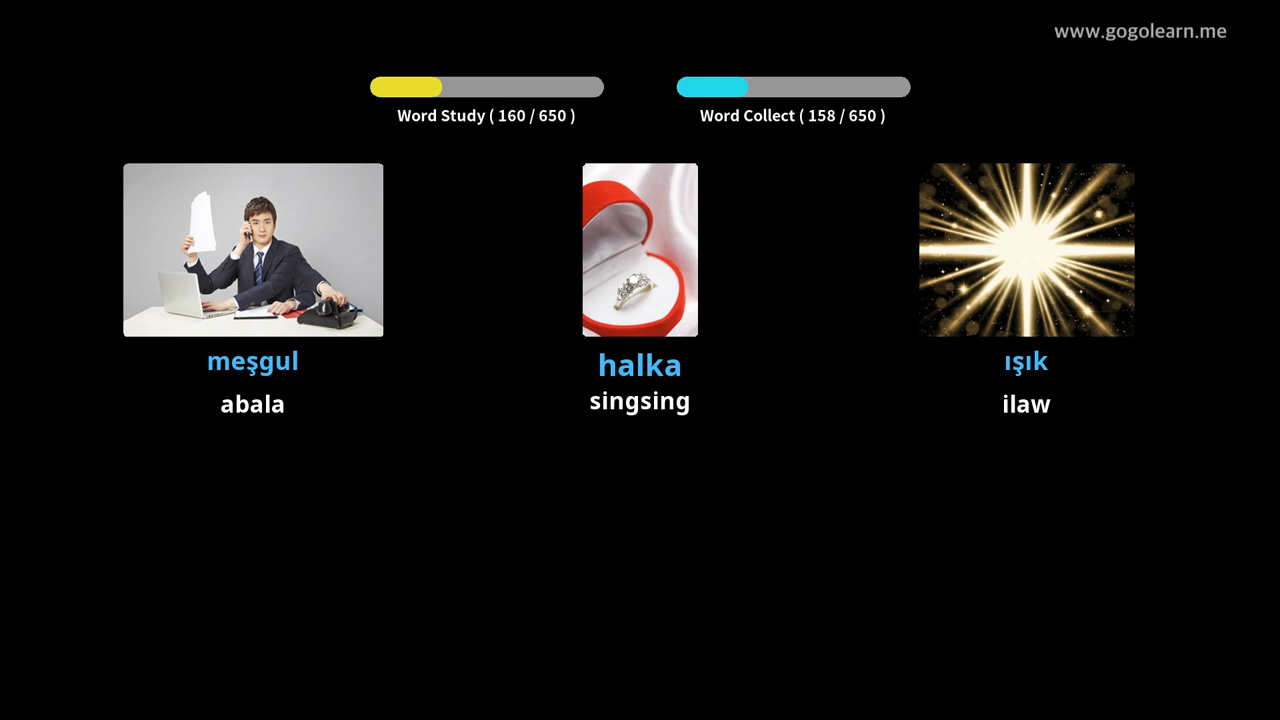 www.gogolearn.me
Word Study ( 160 / 650 )
Word Collect ( 158 / 650 )
meşgul
abala
halka
singsing
ışık
ilaw